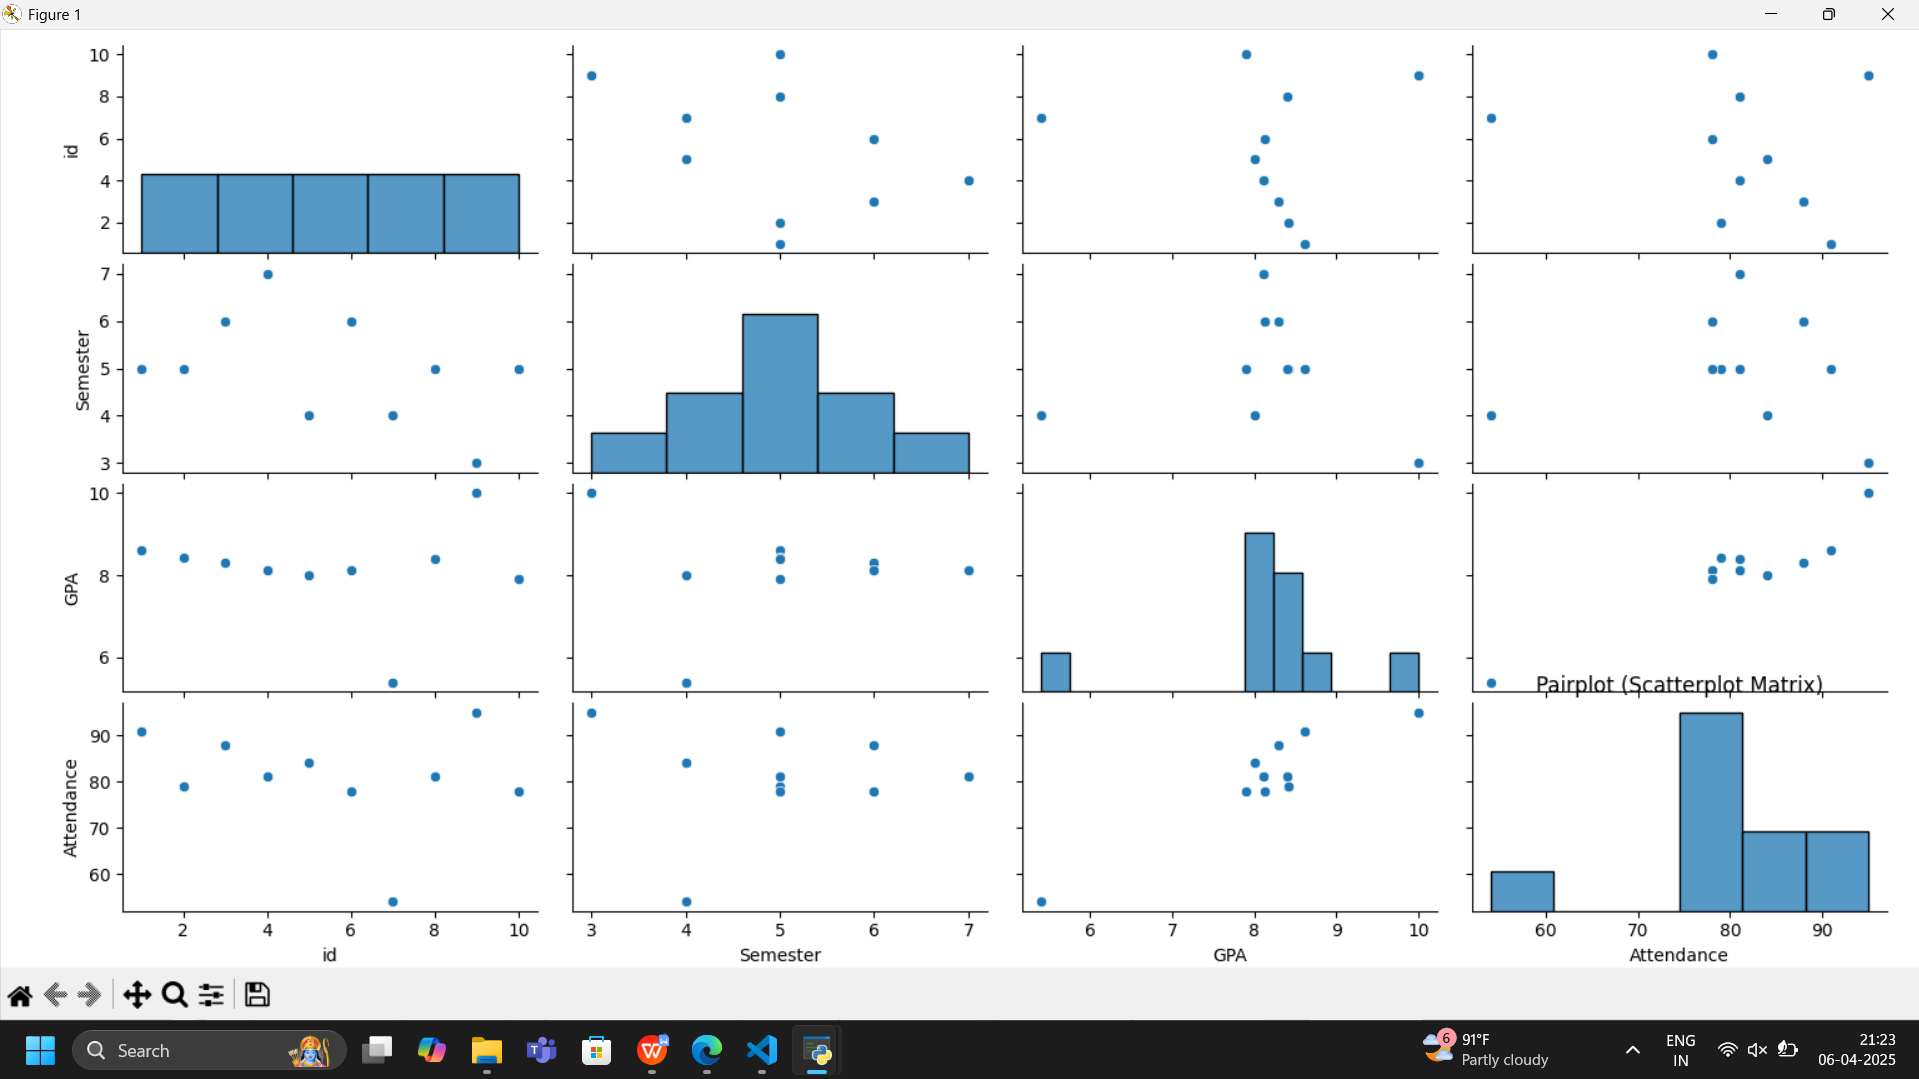 Figure 1
10
8
6
4
2
id
7
6
5
4
3
Semester
10
8
6
GPA
Pairplot (Scatterplot Matrix)
90
80
70
60
Attendance
2 4 6 8 10
3 4 5 6 7
6 7 8 9 10
60 70 80 90
id
Semester
GPA
Attendance
Search
6
91°F
Partly cloudy
ENG
IN
21:23
06-04-2025